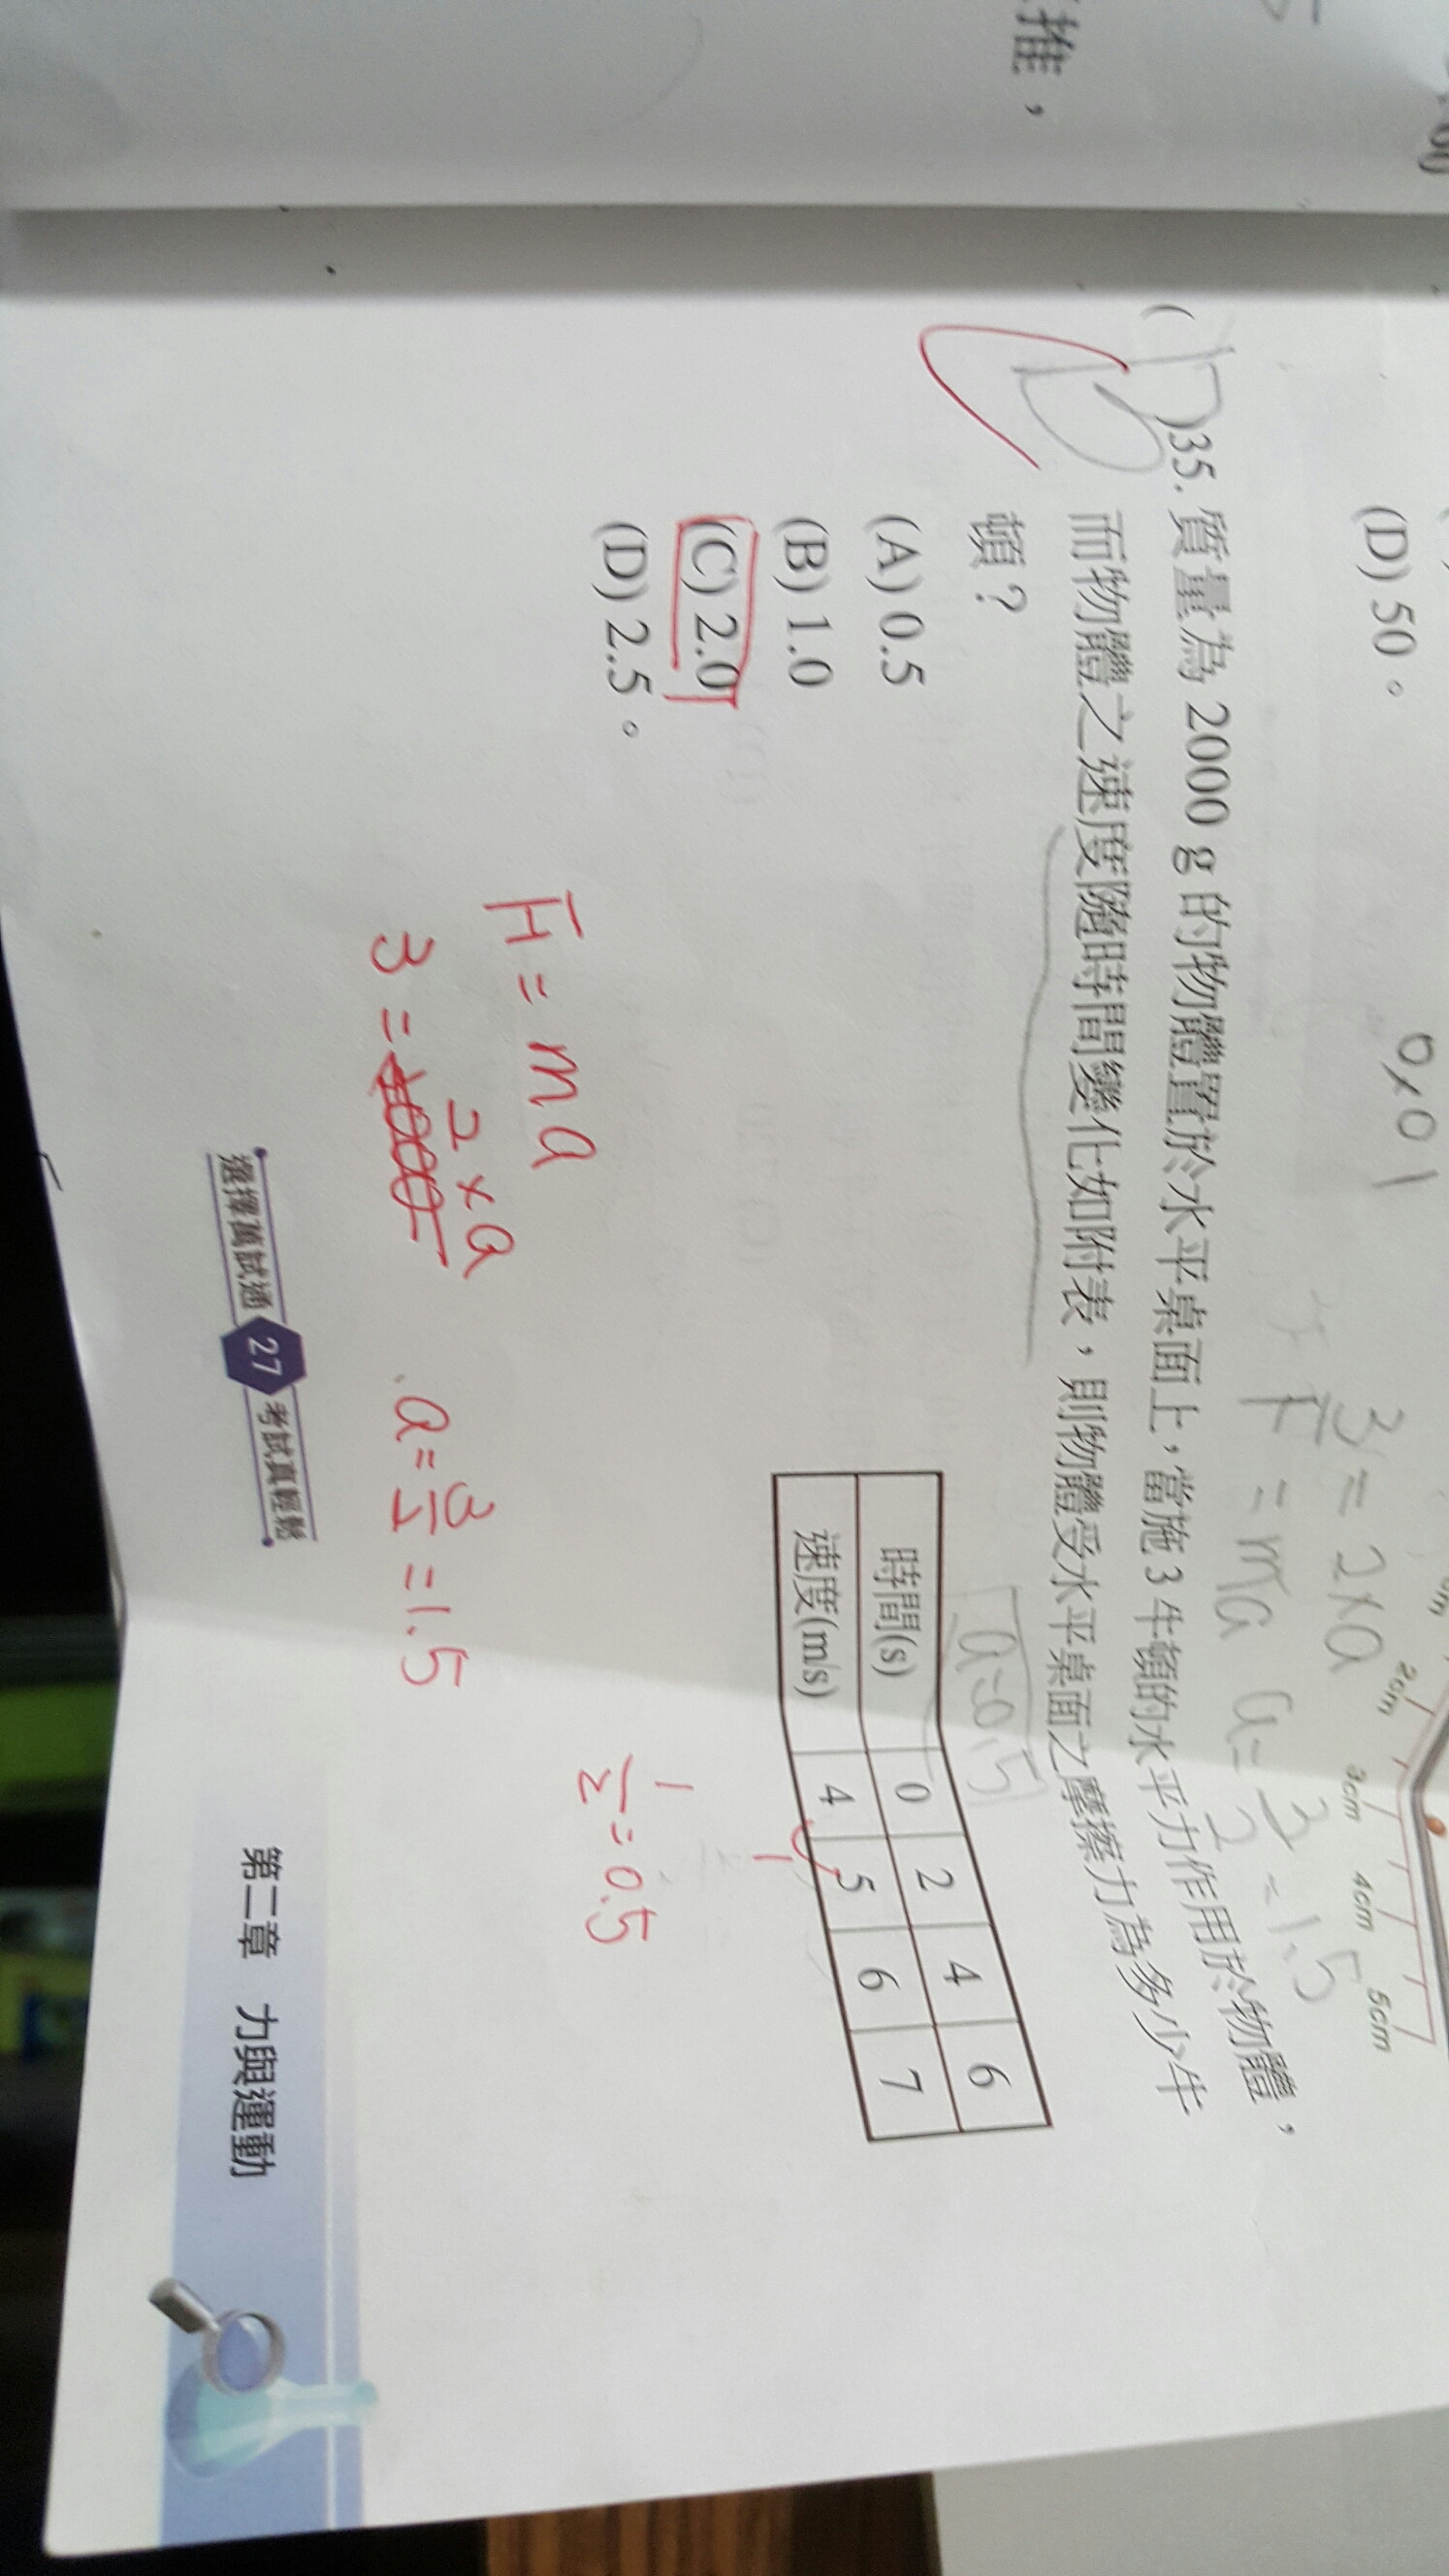 推，
(D) 50。
0×01
3 = 2×a
F = ma a = 3/2 = 1.5
2cm 3cm 4cm 5cm
( D )35. 質量為 2000 g 的物體置於水平桌面上，當施 3 牛頓的水平力作用於物體，
而物體之速度隨時間變化如附表，則物體受水平桌面之摩擦力為多少牛
頓？
a=0.5
(A) 0.5
(B) 1.0
(C) 2.0
(D) 2.5。
時間(s) 0 2 4 6
速度(m/s) 4 5 6 7
1
1/2 = 0.5
F = ma
3 = 2×a
a = 3/2 = 1.5
選擇萬試通 27 考試真輕鬆
第二章 力與運動